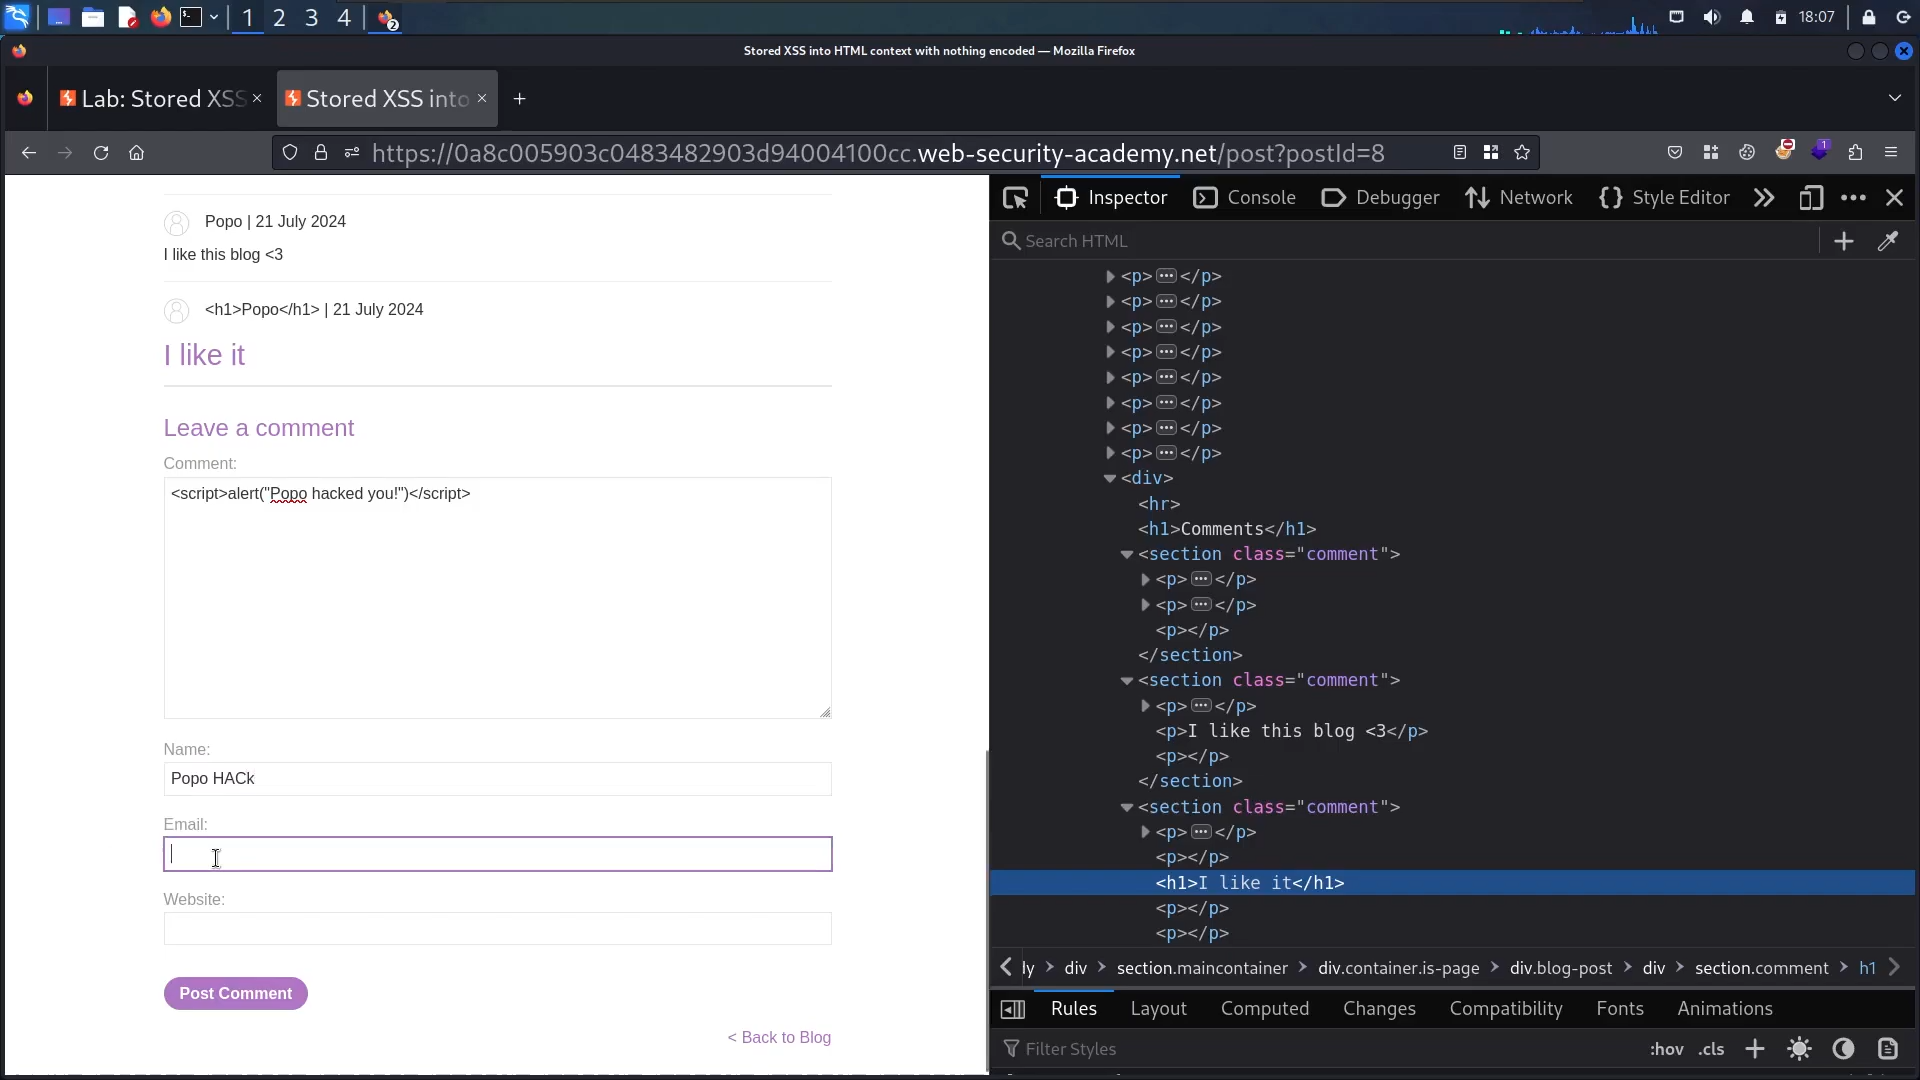 1 2 3 4 2 18:07
Stored XSS into HTML context with nothing encoded — Mozilla Firefox
Lab: Stored XSS
Stored XSS into
https://0a8c005903c0483482903d94004100cc.web-security-academy.net/post?postId=8
1
Popo | 21 July 2024
I like this blog <3
<h1>Popo</h1> | 21 July 2024
I like it
Leave a comment
Comment:
<script>alert("Popo hacked you!")</script>
Name:
Popo HACk
Email:
Website:
Post Comment
< Back to Blog
Inspector Console Debugger Network Style Editor
Search HTML
<p>···</p>
<p>···</p>
<p>···</p>
<p>···</p>
<p>···</p>
<p>···</p>
<p>···</p>
<p>···</p>
<div>
<hr>
<h1>Comments</h1>
<section class="comment">
<p>···</p>
<p>···</p>
<p></p>
</section>
<section class="comment">
<p>···</p>
<p>I like this blog <3</p>
<p></p>
</section>
<section class="comment">
<p>···</p>
<p></p>
<h1>I like it</h1>
<p></p>
<p></p>
ly > div > section.maincontainer > div.container.is-page > div.blog-post > div > section.comment > h1
Rules Layout Computed Changes Compatibility Fonts Animations
Filter Styles :hov .cls